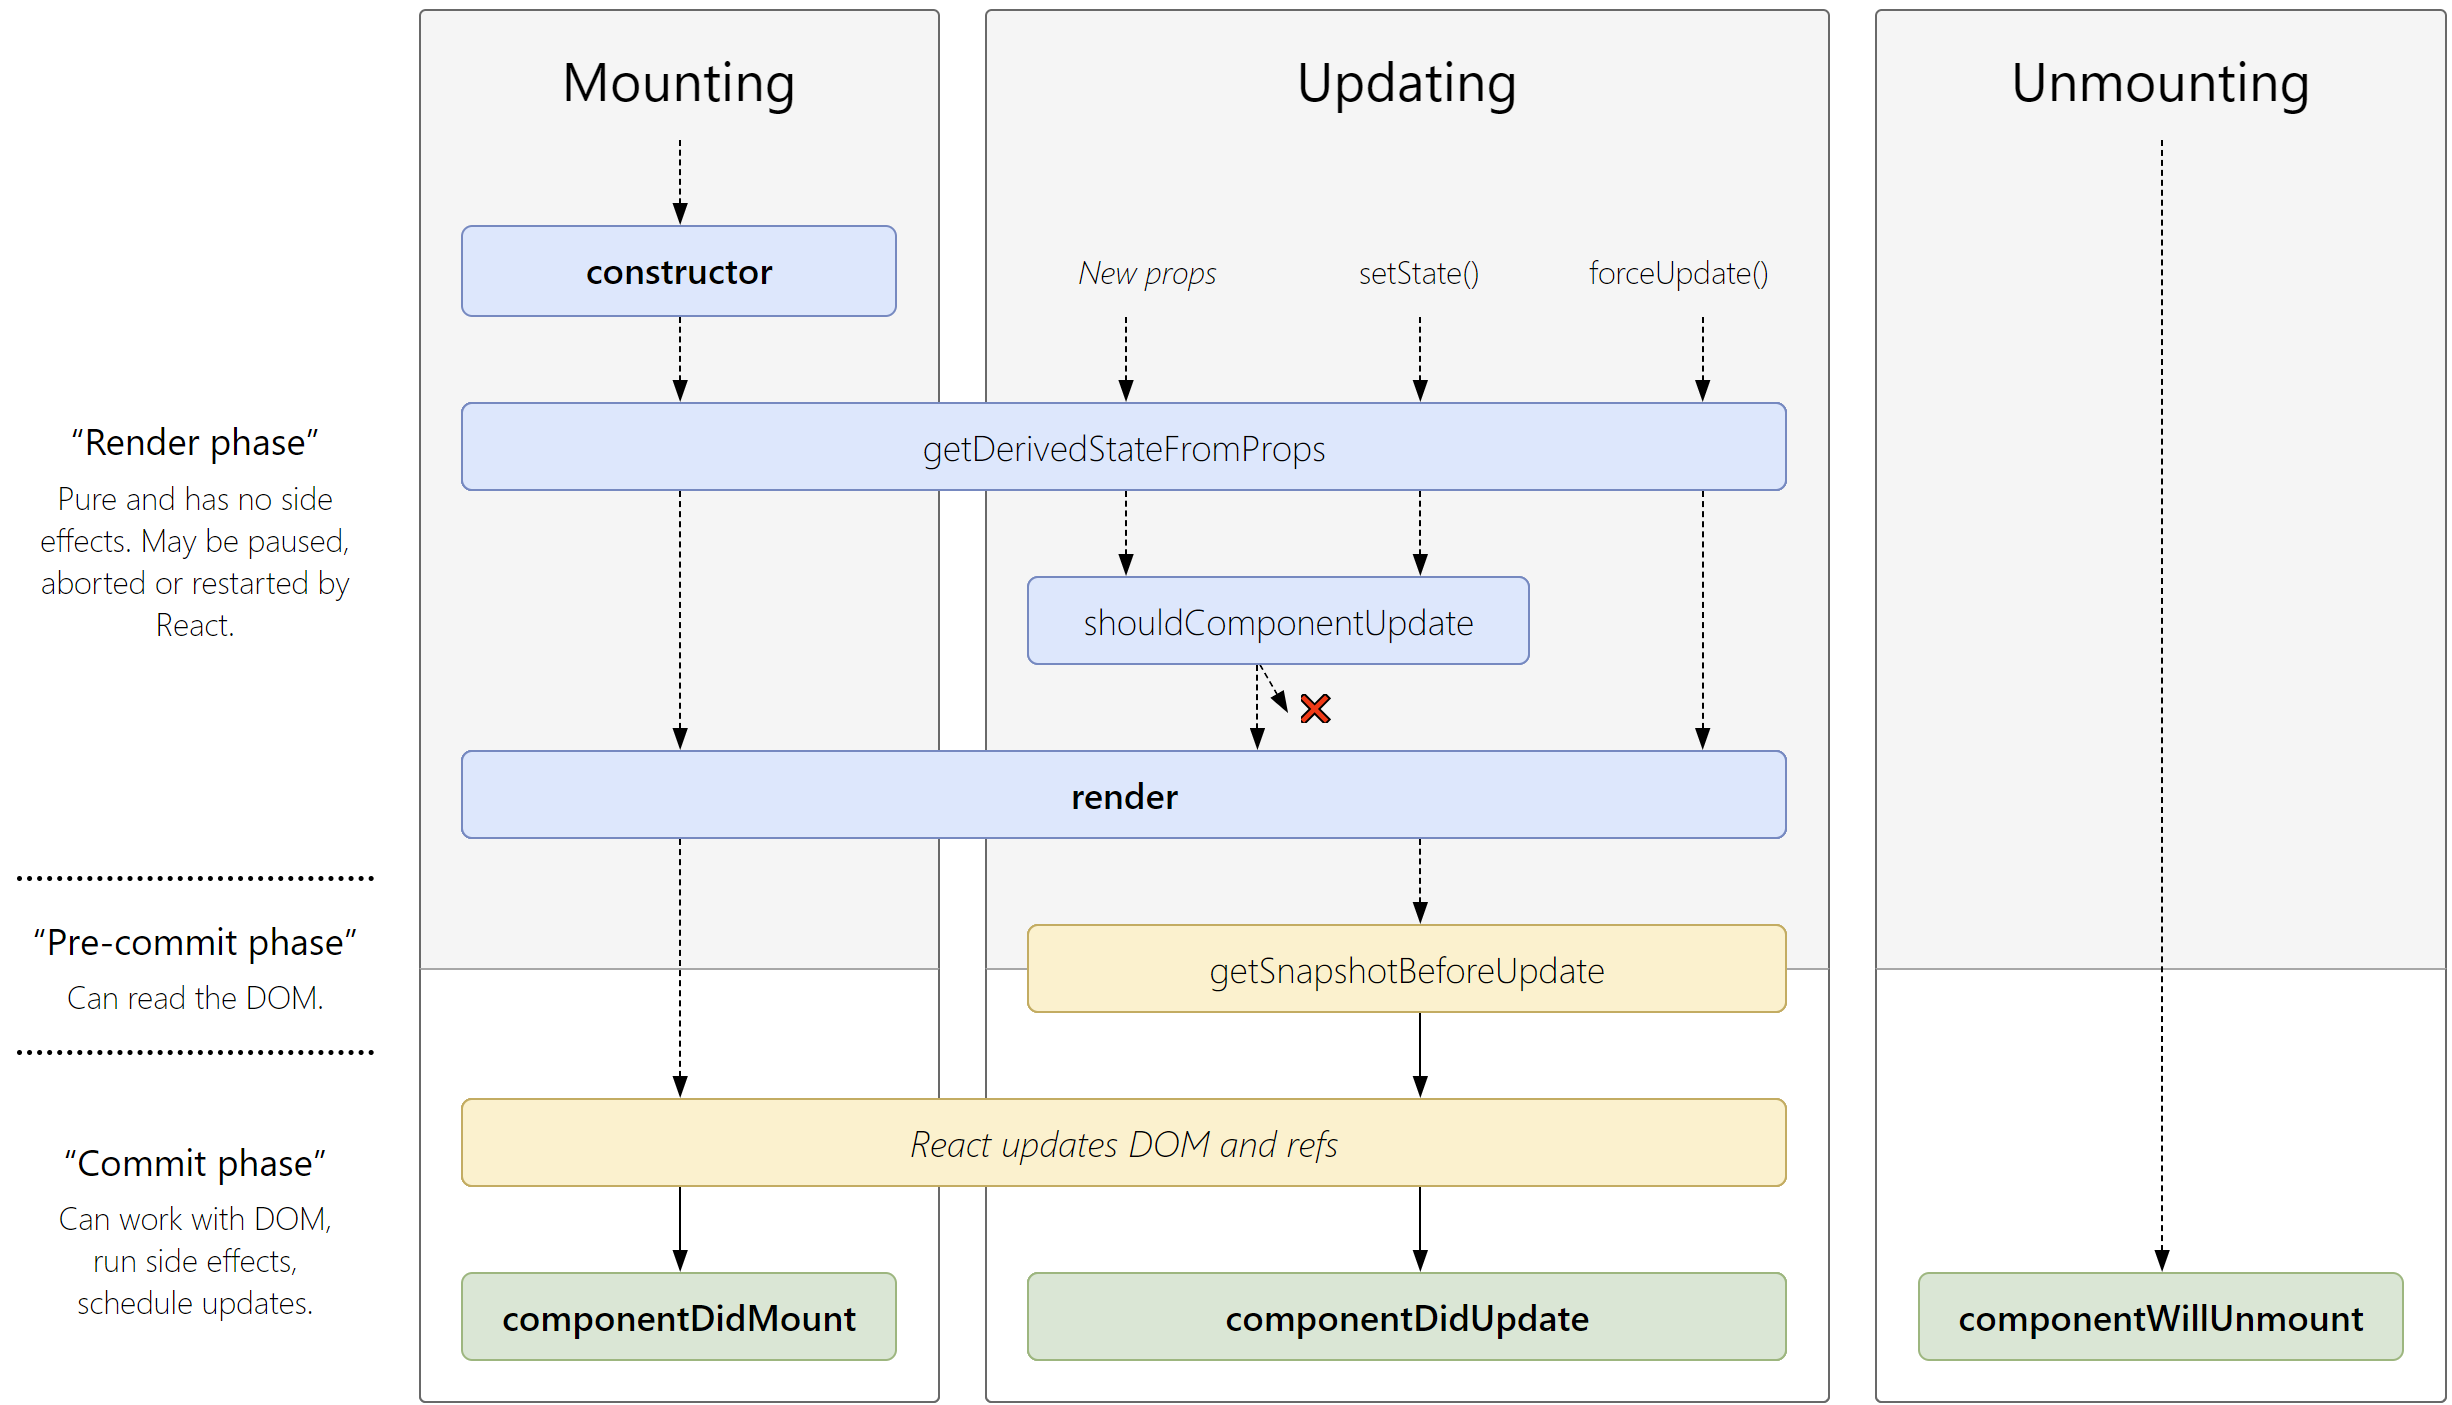 Mounting
Updating
Unmounting
constructor
New props
setState()
forceUpdate()
“Render phase”
Pure and has no side
effects. May be paused,
aborted or restarted by
React.
getDerivedStateFromProps
shouldComponentUpdate
render
“Pre-commit phase”
Can read the DOM.
getSnapshotBeforeUpdate
“Commit phase”
Can work with DOM,
run side effects,
schedule updates.
React updates DOM and refs
componentDidMount
componentDidUpdate
componentWillUnmount